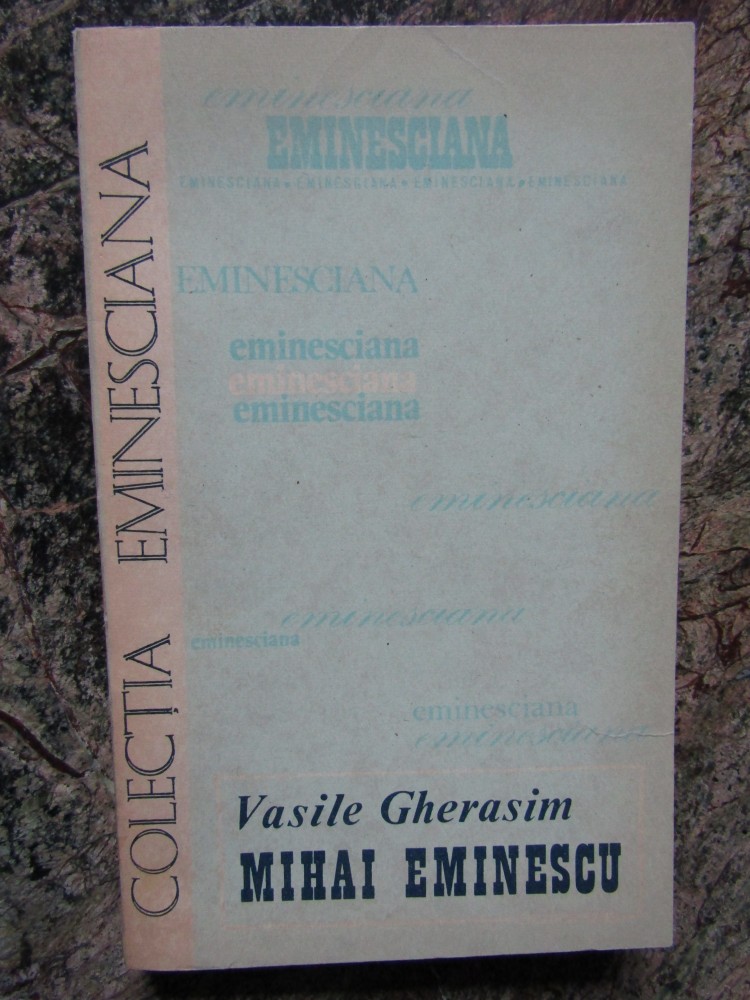 COLECȚIA EMINESCIANA
eminesciana
EMINESCIANA
EMINESCIANA • EMINESCIANA • EMINESCIANA • EMINESCIANA
EMINESCIANA
eminesciana
eminesciana
eminesciana
eminesciana
eminesciana
eminesciana
eminesciana
eminesciana
Vasile Gherasim
MIHAI EMINESCU